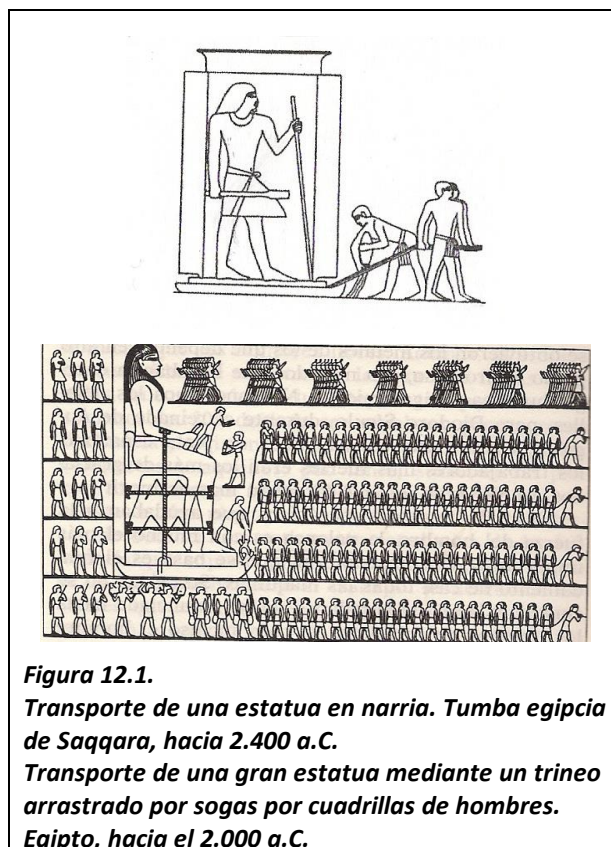 Figura 12.1.
Transporte de una estatua en narria. Tumba egipcia
de Saqqara, hacia 2.400 a.C.
Transporte de una gran estatua mediante un trineo
arrastrado por sogas por cuadrillas de hombres.
Egipto, hacia el 2.000 a.C.